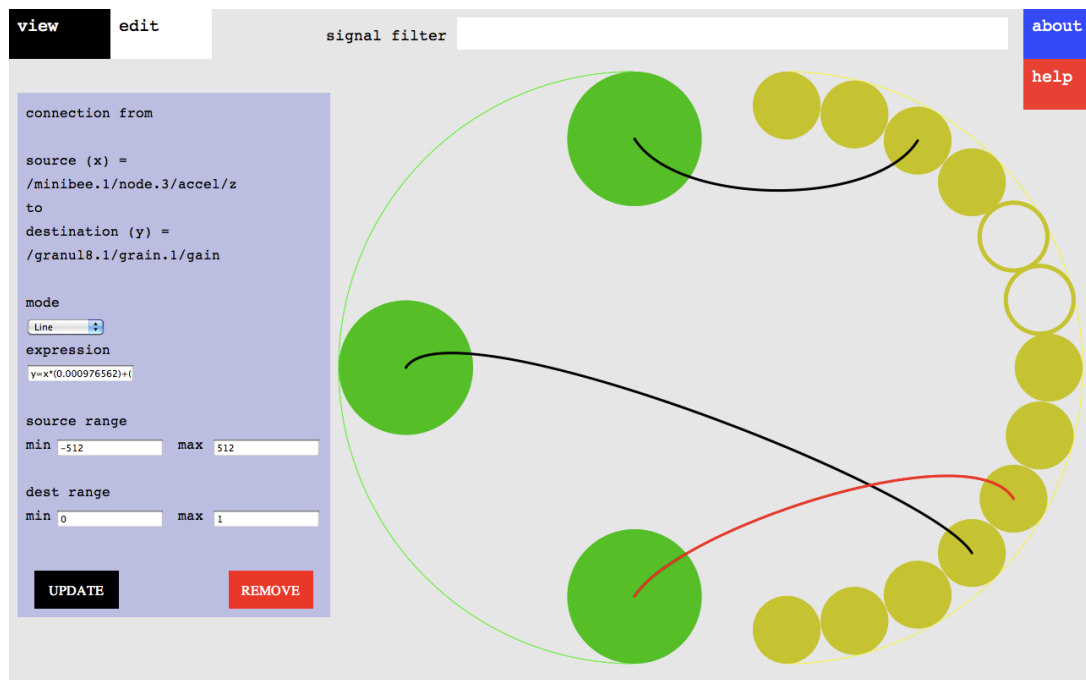 view
edit
signal filter
about
help
connection from
source (x) =
/minibee.1/node.3/accel/z
to
destination (y) =
/granul8.1/grain.1/gain
mode
Line
expression
y=x*(0.000976562)+(
source range
min -512 max 512
dest range
min 0 max 1
UPDATE REMOVE